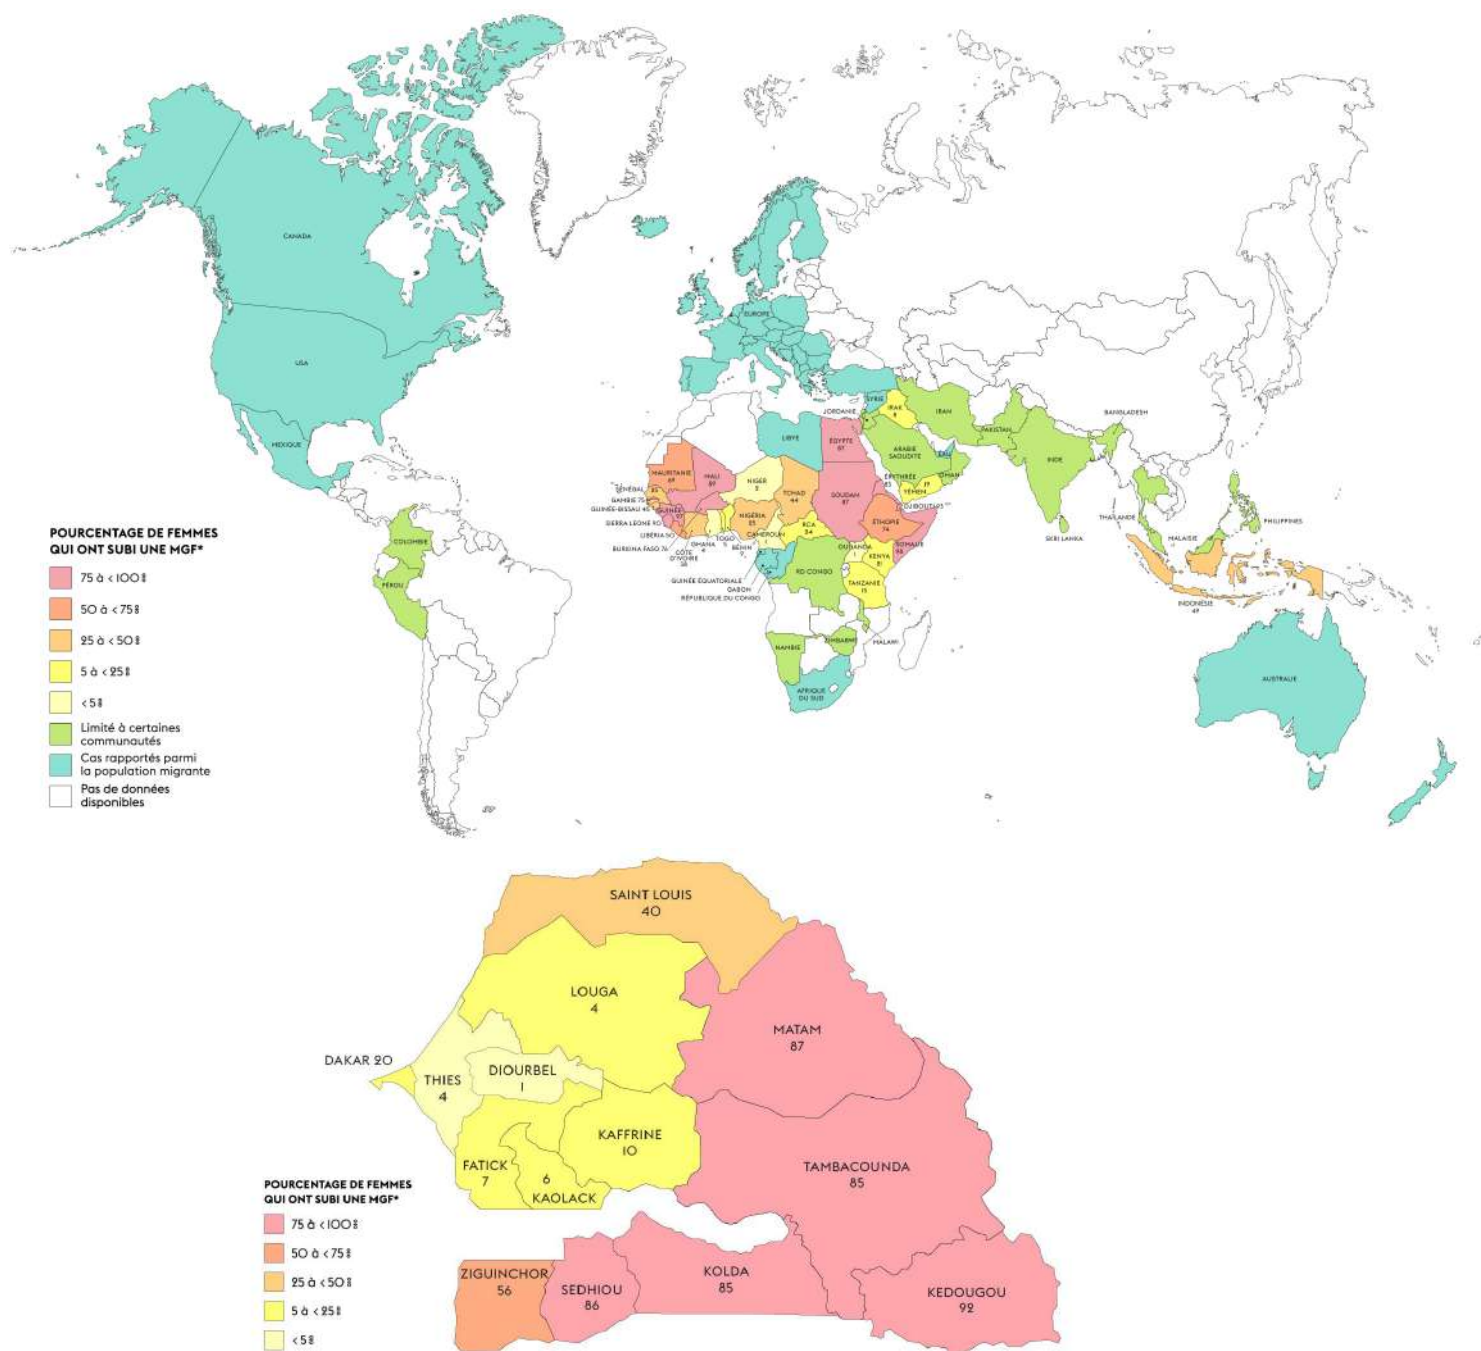 CANADA
USA
MEXIQUE
COLOMBIE
PÉROU
EUROPE
SYRIE
JORDANIE
IRAK
8
IRAN
PAKISTAN
BANGLADESH
INDE
LIBYE
ÉGYPTE
87
ARABIE
SAOUDITE
EAU
OMAN
MAURITANIE
69
MALI
89
NIGER
2
TCHAD
44
SOUDAN
87
ÉRYTHRÉE
83
YÉMEN
19
SÉNÉGAL
GAMBIE 75
GUINÉE-BISSAU 45
GUINÉE
97
SIERRA LEONE 90
LIBÉRIA 50
BURKINA FASO 76
CÔTE
D'IVOIRE
38
GHANA
4
TOGO
5
BÉNIN
9
NIGÉRIA
25
CAMEROUN
1
RCA
24
ÉTHIOPIE
74
DJIBOUTI 93
SOMALIE
98
OUGANDA
1
KENYA
21
RD CONGO
TANZANIE
15
GUINÉE ÉQUATORIALE
GABON
RÉPUBLIQUE DU CONGO
MALAWI
ZIMBABWE
NAMIBIE
AFRIQUE
DU SUD
SKRI LANKA
THAÏLANDE
MALAISIE
PHILIPPINES
INDONÉSIE
49
AUSTRALIE
POURCENTAGE DE FEMMES
QUI ONT SUBI UNE MGF*
75 à <100%
50 à <75%
25 à <50%
5 à <25%
<5%
Limité à certaines
communautés
Cas rapportés parmi
la population migrante
Pas de données
disponibles
SAINT LOUIS
40
LOUGA
4
MATAM
87
DAKAR 20
THIES
4
DIOURBEL
1
KAFFRINE
10
FATICK
7
6
KAOLACK
TAMBACOUNDA
85
ZIGUINCHOR
56
SEDHIOU
86
KOLDA
85
KEDOUGOU
92
POURCENTAGE DE FEMMES
QUI ONT SUBI UNE MGF*
75 à <100%
50 à <75%
25 à <50%
5 à <25%
<5%